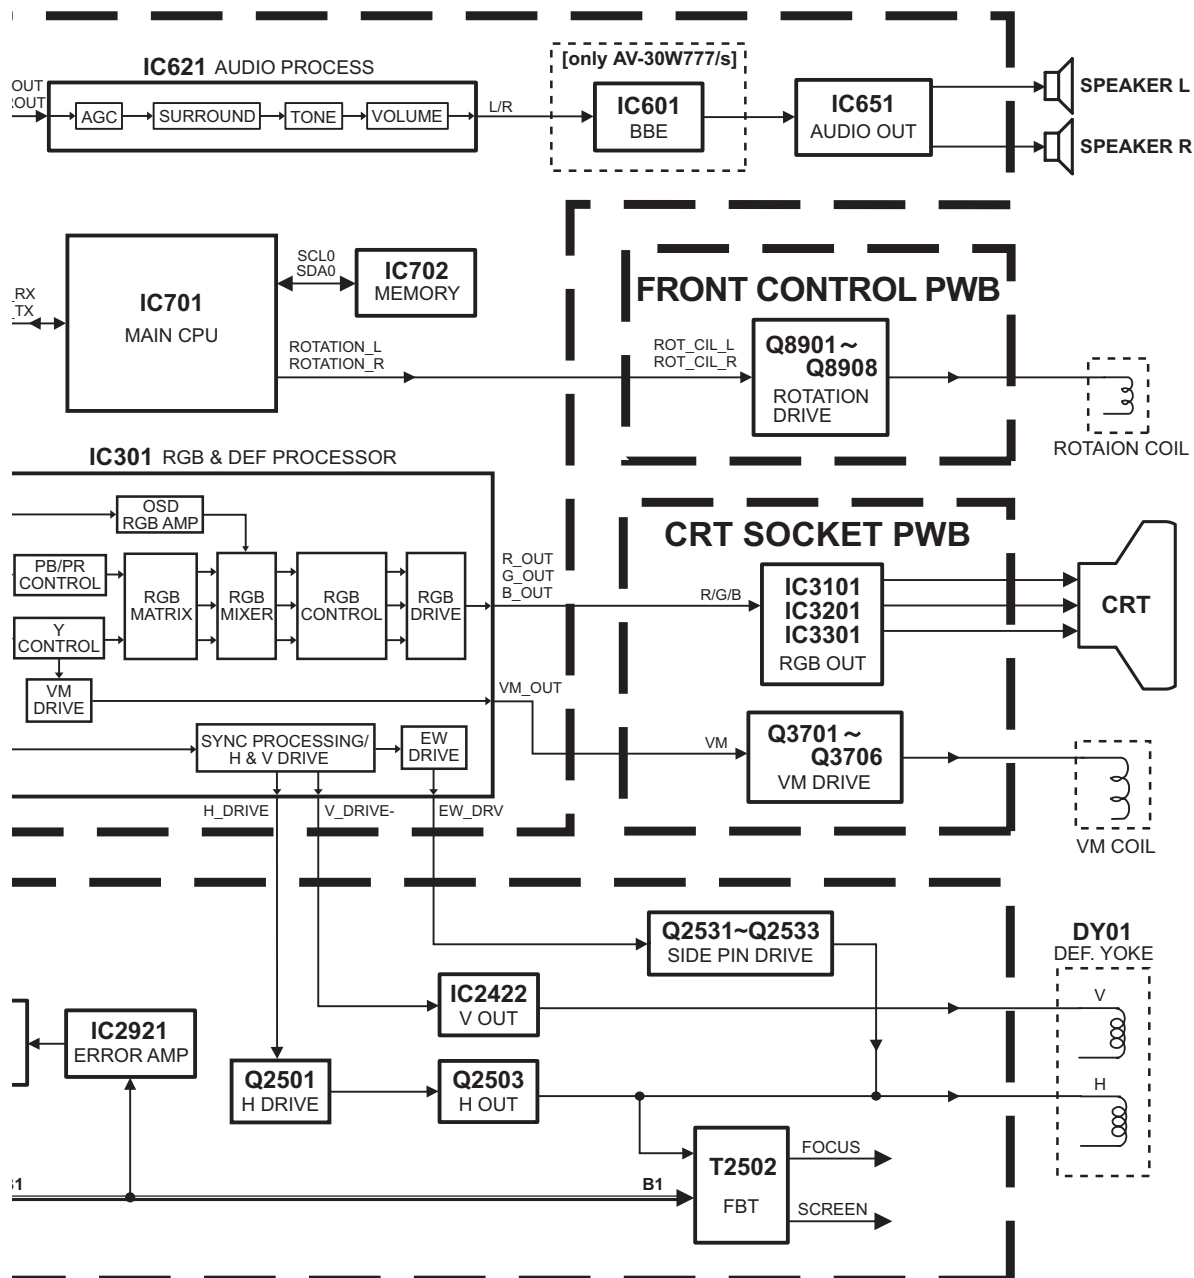 [only AV-30W777/s]
IC621 AUDIO PROCESS
OUT
OUT
AGC
SURROUND
TONE
VOLUME
L/R
IC601
BBE
IC651
AUDIO OUT
SPEAKER L
SPEAKER R
IC701
MAIN CPU
_RX
_TX
SCL0
SDA0
IC702
MEMORY
ROTATION_L
ROTATION_R
FRONT CONTROL PWB
ROT_CIL_L
ROT_CIL_R
Q8901~
Q8908
ROTATION
DRIVE
ROTAION COIL
IC301 RGB & DEF PROCESSOR
OSD
RGB AMP
PB/PR
CONTROL
Y
CONTROL
VM
DRIVE
RGB
MATRIX
RGB
MIXER
RGB
CONTROL
RGB
DRIVE
R_OUT
G_OUT
B_OUT
VM_OUT
SYNC PROCESSING/
H & V DRIVE
EW
DRIVE
H_DRIVE
V_DRIVE-
EW_DRV
CRT SOCKET PWB
R/G/B
IC3101
IC3201
IC3301
RGB OUT
CRT
VM
Q3701~
Q3706
VM DRIVE
VM COIL
Q2531~Q2533
SIDE PIN DRIVE
DY01
DEF. YOKE
V
H
IC2422
V OUT
IC2921
ERROR AMP
Q2501
H DRIVE
Q2503
H OUT
T2502
FBT
FOCUS
SCREEN
B1